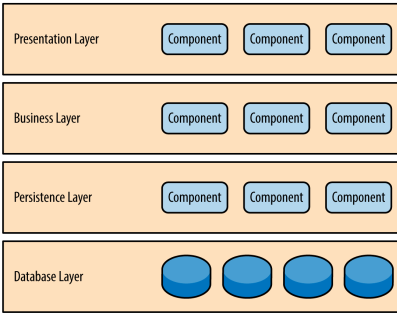 Presentation Layer Component Component Component
Business Layer Component Component Component
Persistence Layer Component Component Component
Database Layer